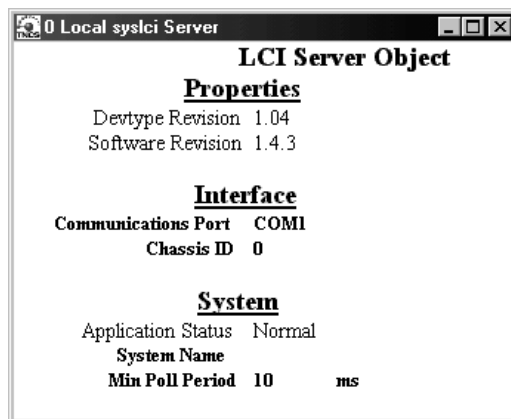 0 Local syslci Server
LCI Server Object
Properties
Devtype Revision 1.04
Software Revision 1.4.3
Interface
Communications Port COM1
Chassis ID 0
System
Application Status Normal
System Name
Min Poll Period 10 ms